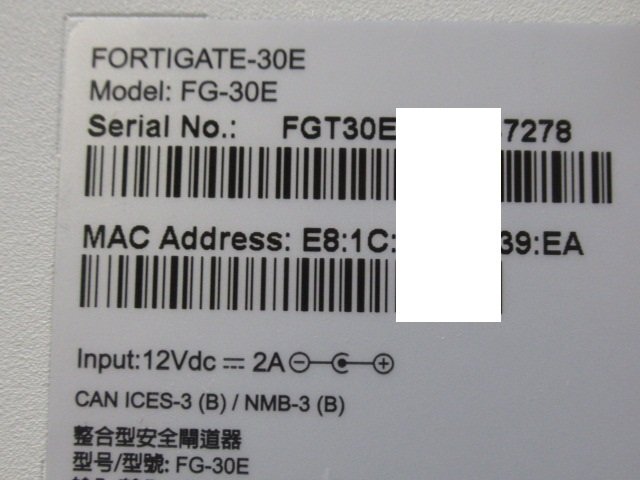 FORTIGATE-30E
Model: FG-30E
Serial No.: FGT30E 7278
MAC Address: E8:1C: 39:EA
Input:12Vdc ⎓ 2A
CAN ICES-3 (B) / NMB-3 (B)
整合型安全閘道器
型号/型號: FG-30E